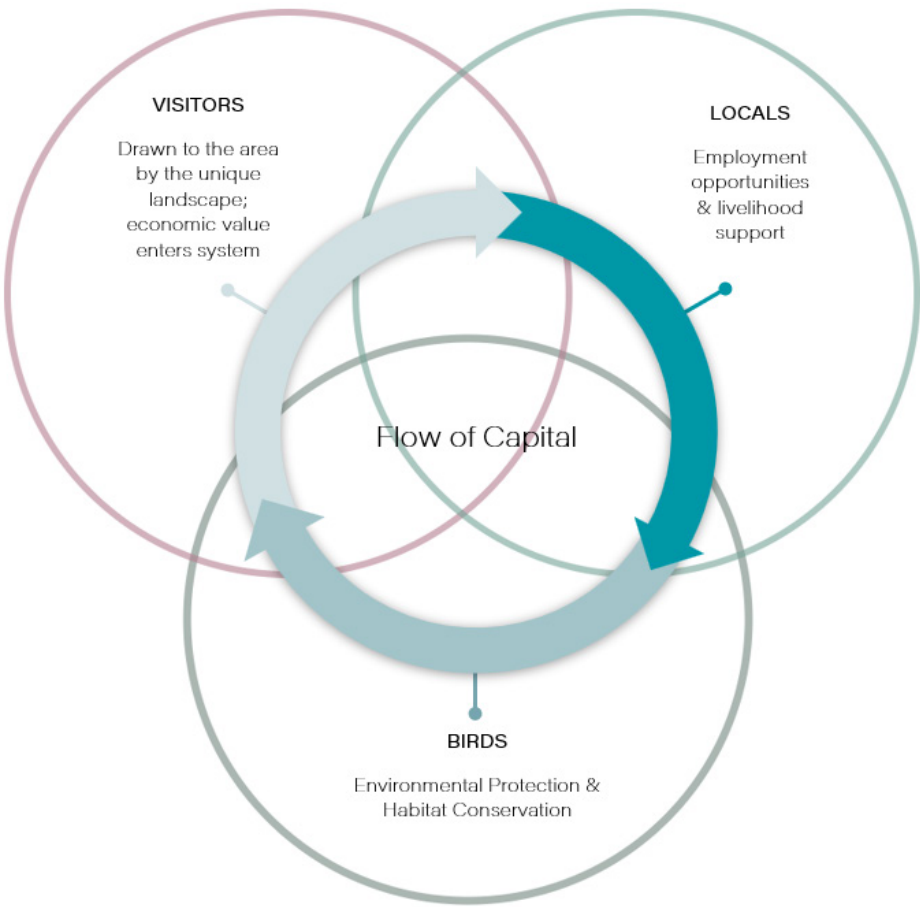 VISITORS
Drawn to the area
by the unique
landscape;
economic value
enters system
LOCALS
Employment
opportunities
& livelihood
support
Flow of Capital
BIRDS
Environmental Protection &
Habitat Conservation